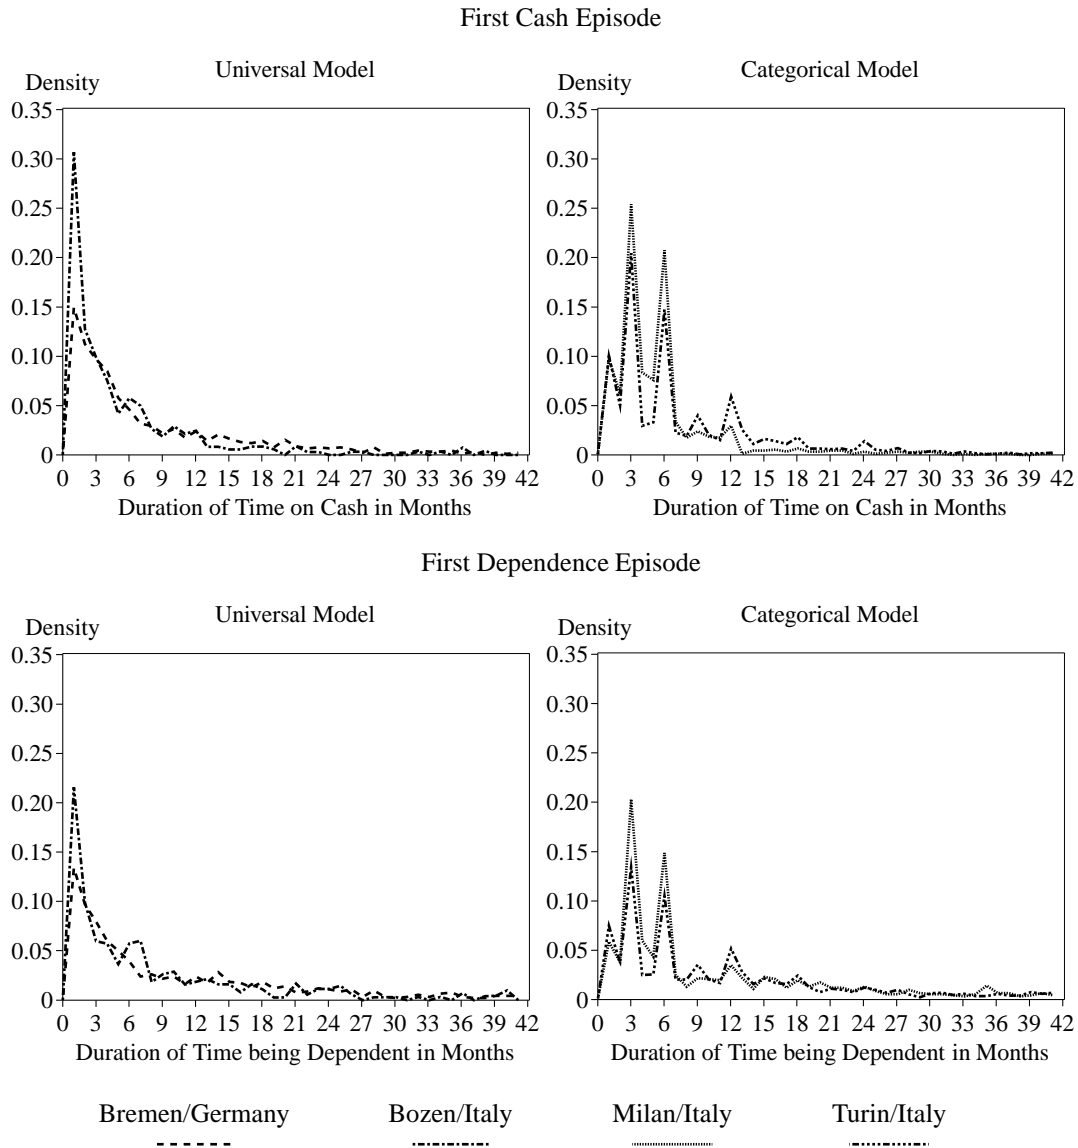 First Cash Episode
Universal Model
Categorical Model
Density
Density
0.35
0.30
0.25
0.20
0.15
0.10
0.05
0
0 3 6 9 12 15 18 21 24 27 30 33 36 39 42
Duration of Time on Cash in Months
0.35
0.30
0.25
0.20
0.15
0.10
0.05
0
0 3 6 9 12 15 18 21 24 27 30 33 36 39 42
Duration of Time on Cash in Months
First Dependence Episode
Universal Model
Categorical Model
Density
Density
0.35
0.30
0.25
0.20
0.15
0.10
0.05
0
0 3 6 9 12 15 18 21 24 27 30 33 36 39 42
Duration of Time being Dependent in Months
0.35
0.30
0.25
0.20
0.15
0.10
0.05
0
0 3 6 9 12 15 18 21 24 27 30 33 36 39 42
Duration of Time being Dependent in Months
Bremen/Germany Bozen/Italy Milan/Italy Turin/Italy